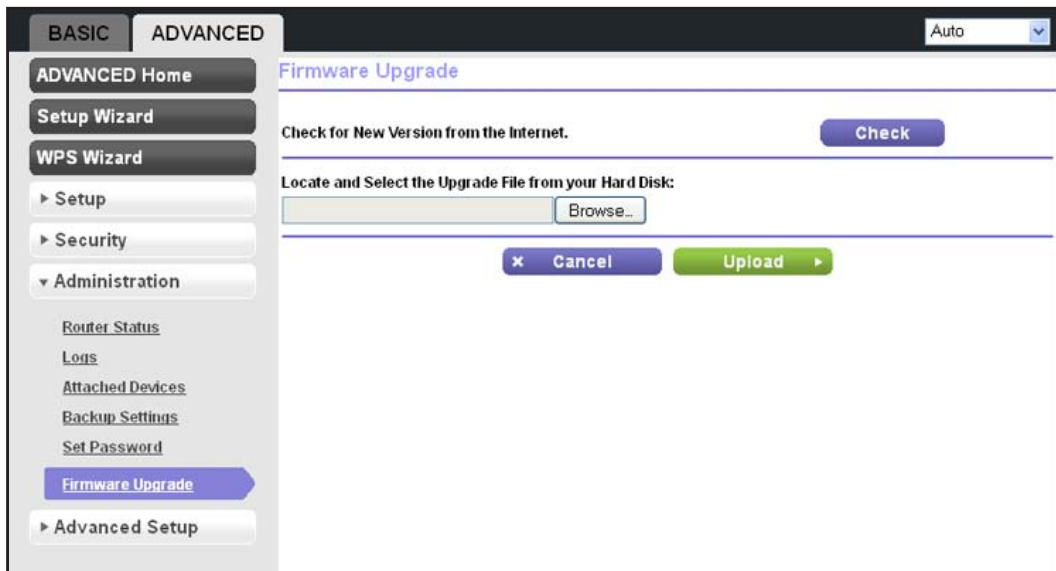 BASIC ADVANCED
Auto
ADVANCED Home
Setup Wizard
WPS Wizard
Setup
Security
Administration
Router Status
Logs
Attached Devices
Backup Settings
Set Password
Firmware Upgrade
Advanced Setup
Firmware Upgrade
Check for New Version from the Internet.
Check
Locate and Select the Upgrade File from your Hard Disk:
Browse...
Cancel
Upload